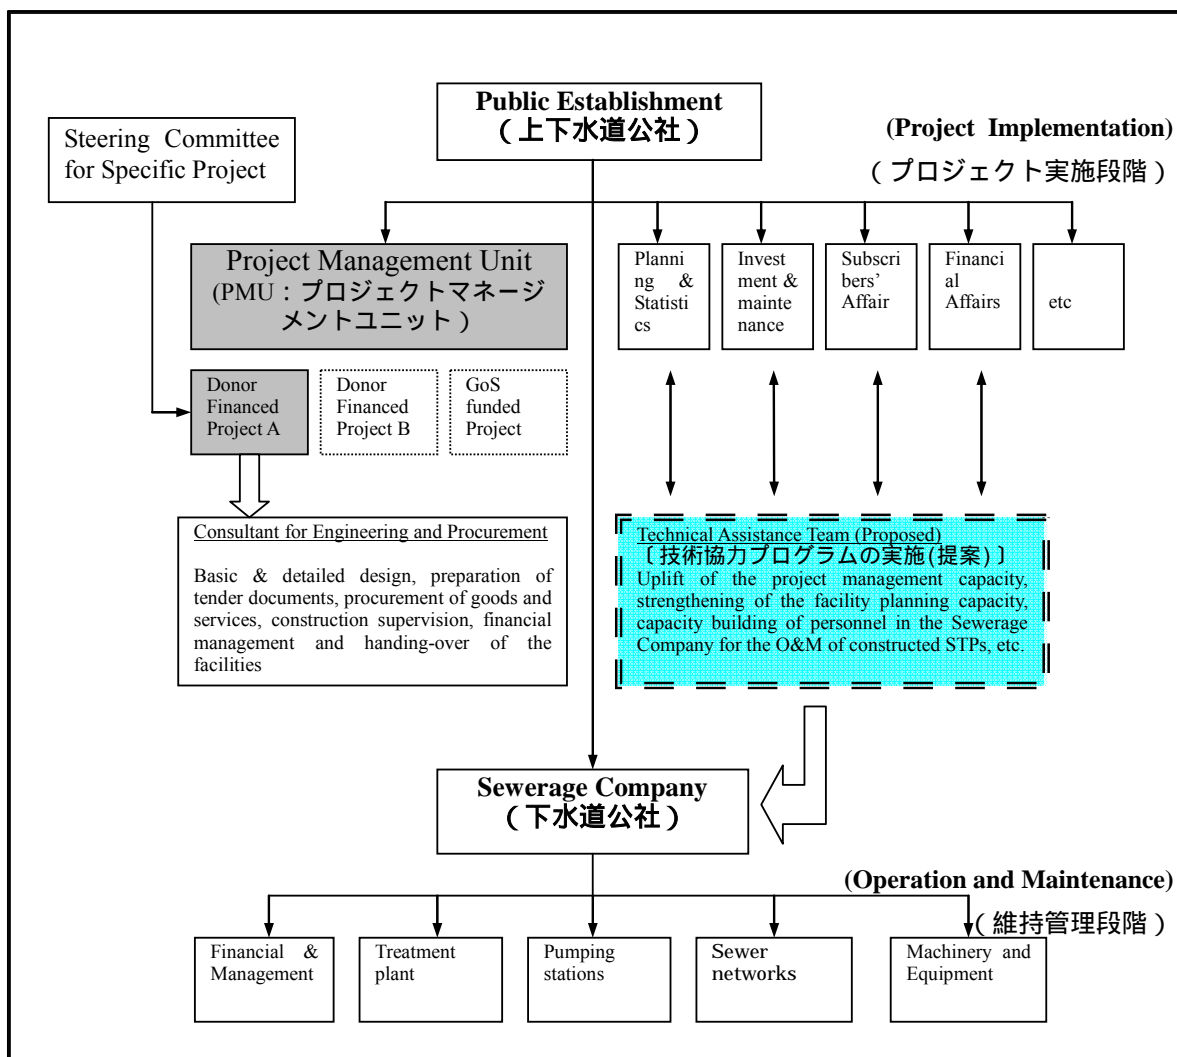 Public Establishment
（上下水道公社）
Steering Committee
for Specific Project
(Project Implementation)
（プロジェクト実施段階）
Project Management Unit
(PMU：プロジェクトマネージ
メントユニット）
Planni
ng &
Statisti
cs
Invest
ment &
mainte
nance
Subscri
bers’
Affair
Financi
al
Affairs
etc
Donor
Financed
Project A
Donor
Financed
Project B
GoS
funded
Project
Consultant for Engineering and Procurement
Basic & detailed design, preparation of
tender documents, procurement of goods and
services, construction supervision, financial
management and handing-over of the
facilities
Technical Assistance Team (Proposed)
〔技術協力プログラムの実施(提案)〕
Uplift of the project management capacity,
strengthening of the facility planning capacity,
capacity building of personnel in the Sewerage
Company for the O&M of constructed STPs, etc.
Sewerage Company
（下水道公社）
(Operation and Maintenance)
（維持管理段階）
Financial &
Management
Treatment
plant
Pumping
stations
Sewer
networks
Machinery and
Equipment